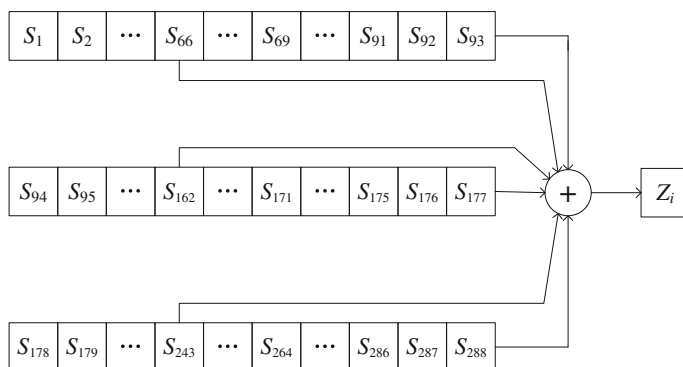 S₁ S₂ ··· S₆₆ ··· S₆₉ ··· S₉₁ S₉₂ S₉₃
S₉₄ S₉₅ ··· S₁₆₂ ··· S₁₇₁ ··· S₁₇₅ S₁₇₆ S₁₇₇ + Zᵢ
S₁₇₈ S₁₇₉ ··· S₂₄₃ ··· S₂₆₄ ··· S₂₈₆ S₂₈₇ S₂₈₈